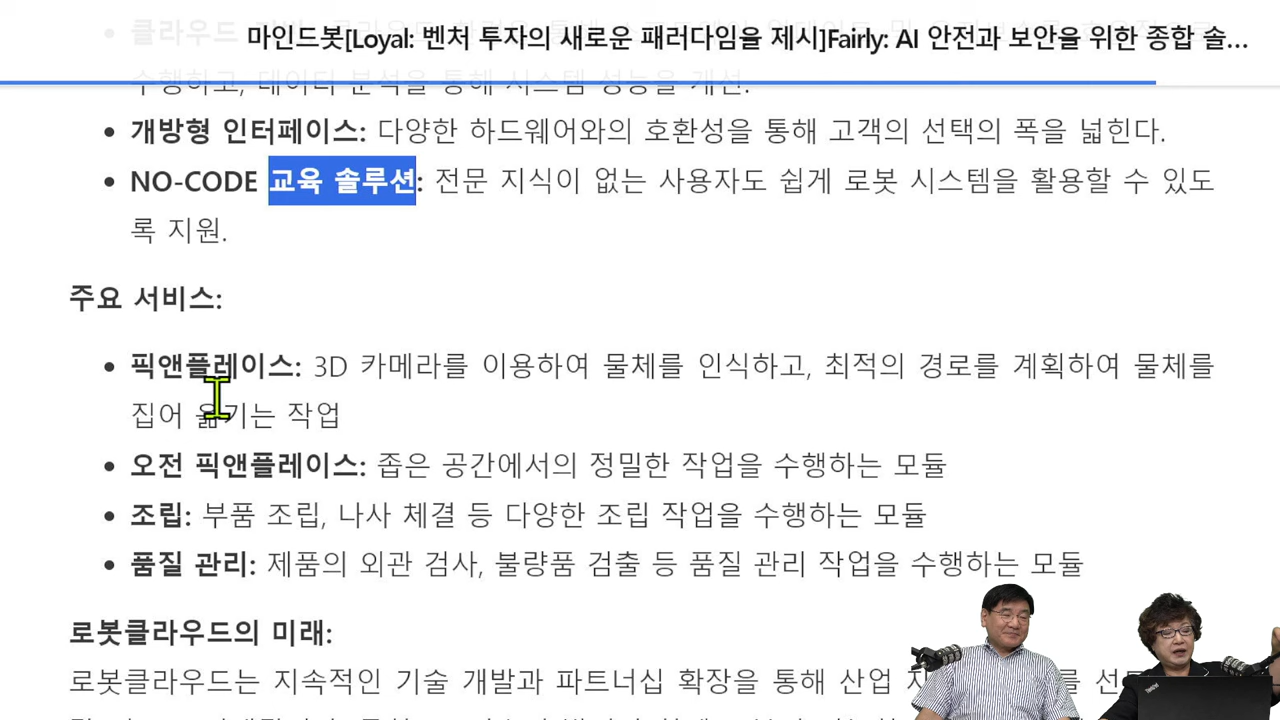 마인드봇[Loyal: 벤처 투자의 새로운 패러다임을 제시]Fairly: AI 안전과 보안을 위한 종합 솔...
수행하고, 데이터 분석을 통해 시스템 성능을 개선.
• 개방형 인터페이스: 다양한 하드웨어와의 호환성을 통해 고객의 선택의 폭을 넓힌다.
• NO-CODE 교육 솔루션: 전문 지식이 없는 사용자도 쉽게 로봇 시스템을 활용할 수 있도
록 지원.
주요 서비스:
• 픽앤플레이스: 3D 카메라를 이용하여 물체를 인식하고, 최적의 경로를 계획하여 물체를
집어 옮기는 작업
• 오전 픽앤플레이스: 좁은 공간에서의 정밀한 작업을 수행하는 모듈
• 조립: 부품 조립, 나사 체결 등 다양한 조립 작업을 수행하는 모듈
• 품질 관리: 제품의 외관 검사, 불량품 검출 등 품질 관리 작업을 수행하는 모듈
로봇클라우드의 미래:
로봇클라우드는 지속적인 기술 개발과 파트너십 확장을 통해 산업
ThinkPad